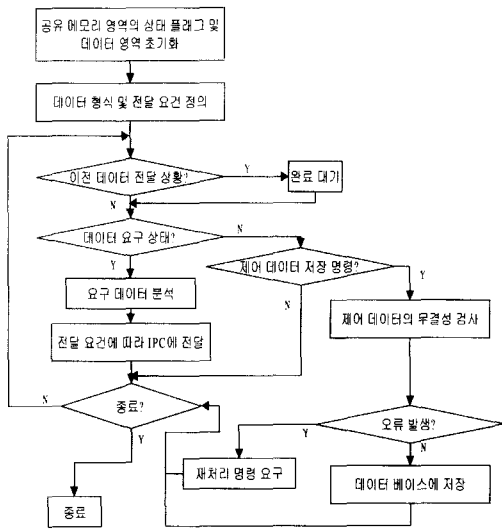 공유 메모리 영역의 상태 플래그 및
데이터 영역 초기화
데이터 형식 및 전달 요건 정의
이전 데이터 전달 상황?
Y
완료 대기
N
데이터 요구 상태?
N
Y
제어 데이터 저장 명령?
Y
N
요구 데이터 분석
제어 데이터의 무결성 검사
전달 요건에 따라 IPC에 전달
N
종료?
Y
오류 발생?
Y
N
재처리 명령 요구
데이터 베이스에 저장
종료